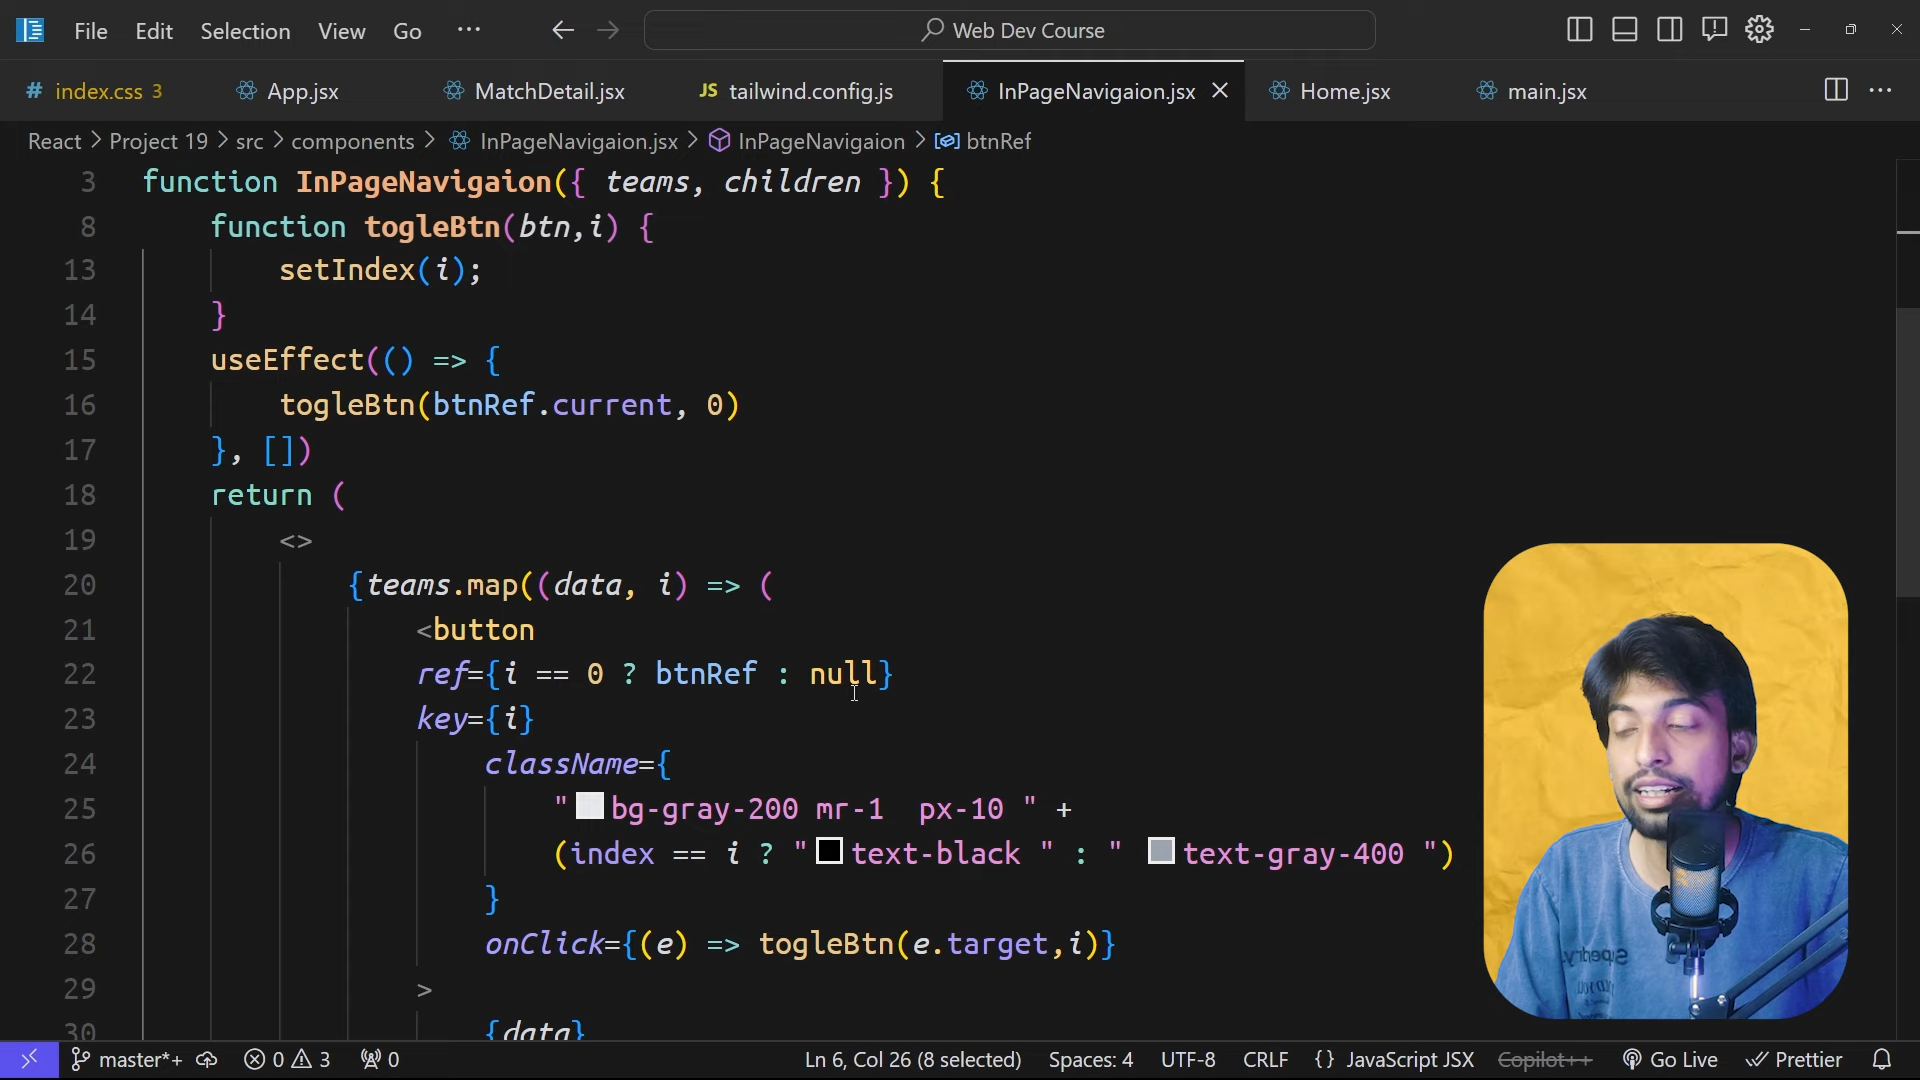 File Edit Selection View Go ··· Web Dev Course
# index.css 3 App.jsx MatchDetail.jsx JS tailwind.config.js InPageNavigaion.jsx Home.jsx main.jsx
React > Project 19 > src > components > InPageNavigaion.jsx > InPageNavigaion > btnRef
3 function InPageNavigaion({ teams, children }) {
8 function togleBtn(btn,i) {
13 setIndex(i);
14 }
15 useEffect(() => {
16 togleBtn(btnRef.current, 0)
17 }, [])
18 return (
19 <>
20 {teams.map((data, i) => (
21 <button
22 ref={i == 0 ? btnRef : null}
23 key={i}
24 className={
25 "bg-gray-200 mr-1  px-10 " +
26 (index == i ? "text-black " : " text-gray-400 ")
27 }
28 onClick={(e) => togleBtn(e.target,i)}
29 >
30 {data}
master*+ 0 3 0 Ln 6, Col 26 (8 selected) Spaces: 4 UTF-8 CRLF {} JavaScript JSX Copilot++ Go Live Prettier